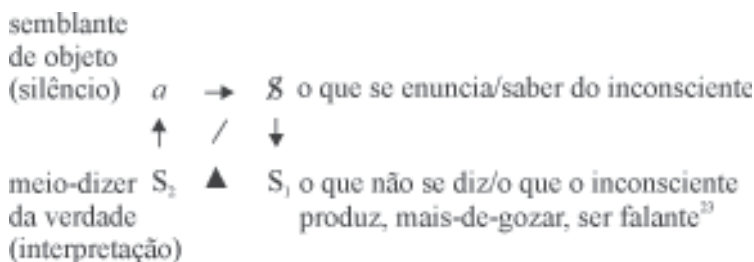 semblante
de objeto
(silêncio) a → $ o que se enuncia/saber do inconsciente
↑ / ↓
meio-dizer S₂ ▲ S₁ o que não se diz/o que o inconsciente
da verdade produz, mais-de-gozar, ser falante²³
(interpretação)